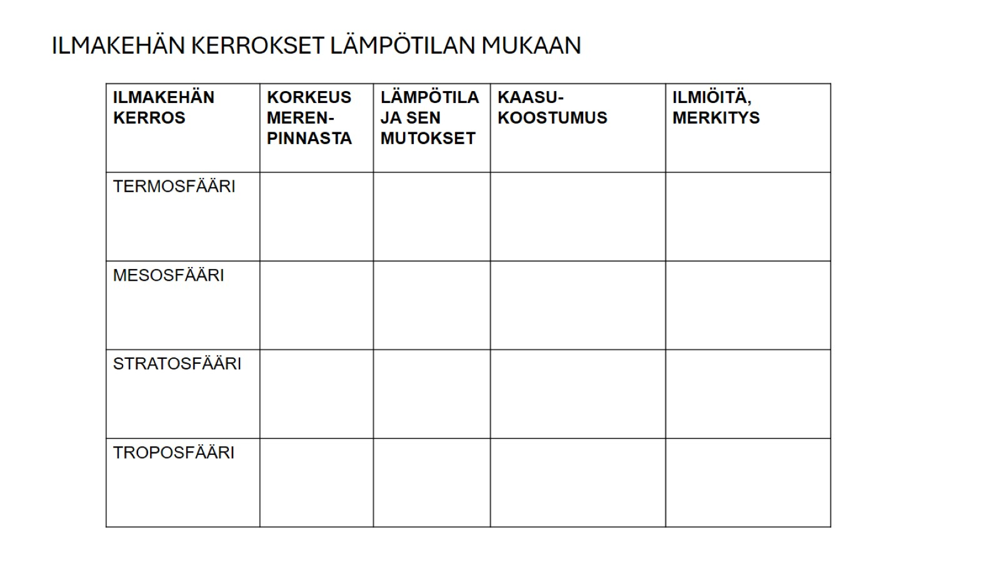 ILMAKEHÄN KERROKSET LÄMPÖTILAN MUKAAN
ILMAKEHÄN
KERROS
KORKEUS
MEREN-
PINNASTA
LÄMPÖTILA
JA SEN
MUTOKSET
KAASU-
KOOSTUMUS
ILMIÖITÄ,
MERKITYS
TERMOSFÄÄRI
MESOSFÄÄRI
STRATOSFÄÄRI
TROPOSFÄÄRI